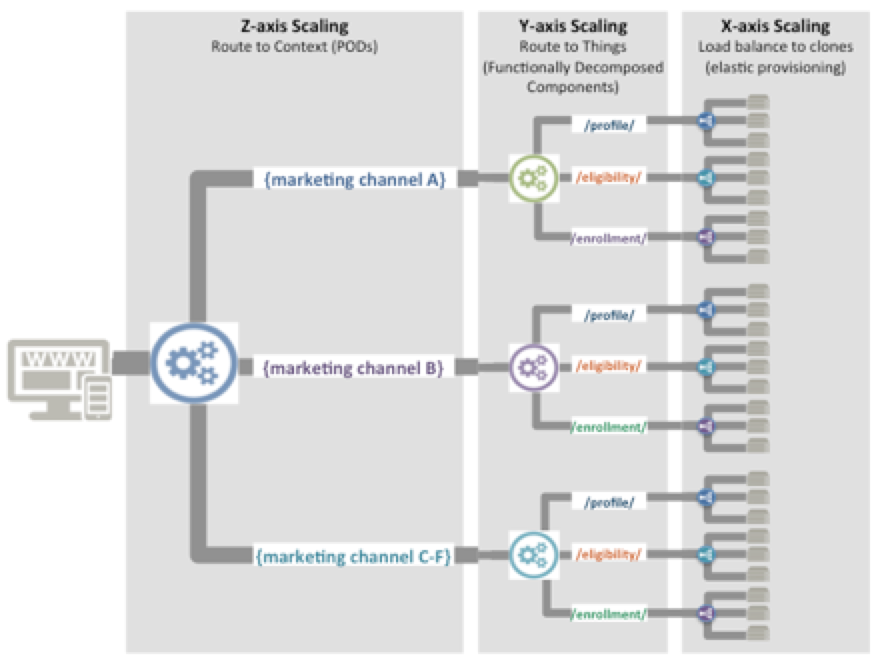 Z-axis Scaling
Route to Context (PODs)
Y-axis Scaling
Route to Things
(Functionally Decomposed
Components)
X-axis Scaling
Load balance to clones
(elastic provisioning)
WWW
{marketing channel A}
/profile/
/eligibility/
/enrollment/
{marketing channel B}
/profile/
/eligibility/
/enrollment/
{marketing channel C-F}
/profile/
/eligibility/
/enrollment/